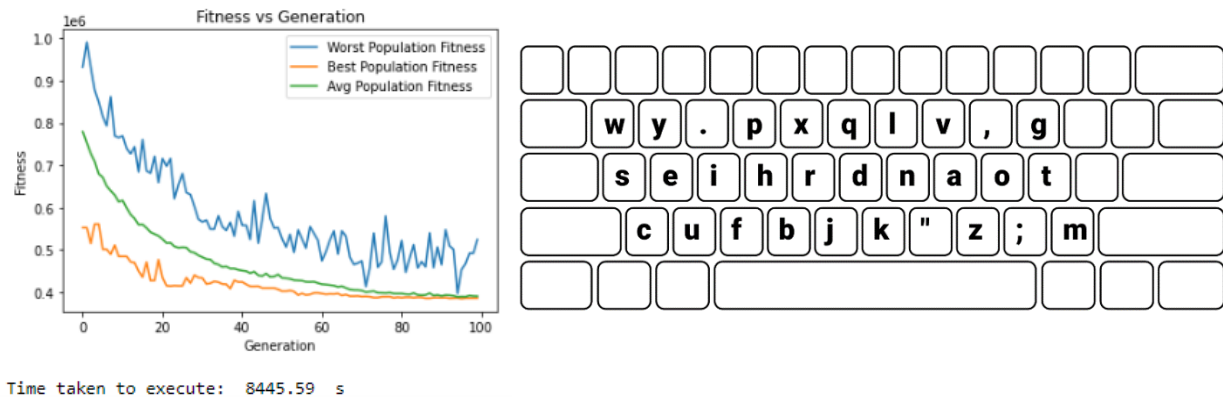 Fitness vs Generation
1e6
1.0
0.9
0.8
0.7
0.6
0.5
0.4
Fitness
Worst Population Fitness
Best Population Fitness
Avg Population Fitness
0 20 40 60 80 100
Generation
w y . p x q l v , g
s e i h r d n a o t
c u f b j k " z ; m
Time taken to execute: 8445.59 s